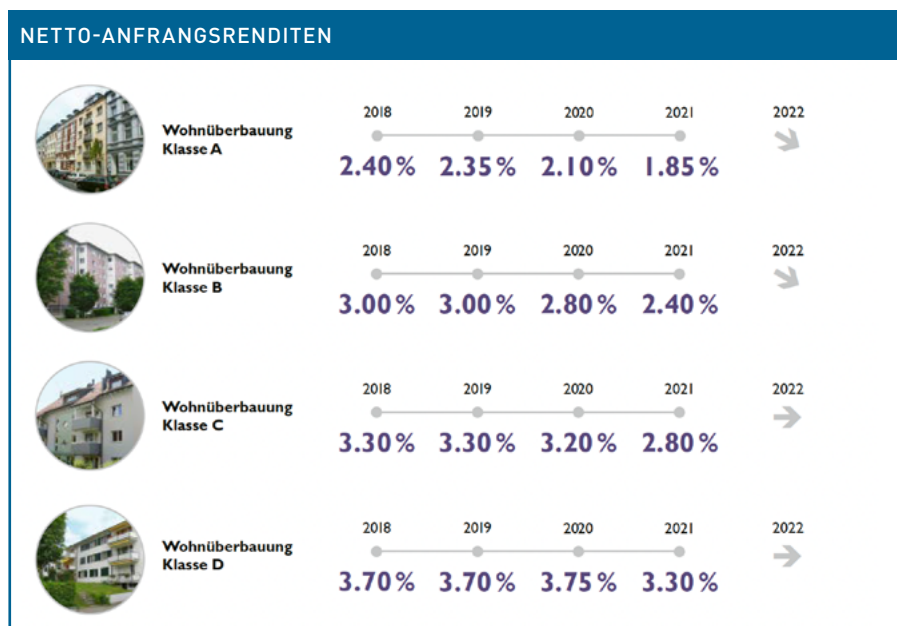 NETTO-ANFRANGSRENDITEN
2018 2019 2020 2021 2022
Wohnüberbauung
Klasse A
2.40% 2.35% 2.10% 1.85%
2018 2019 2020 2021 2022
Wohnüberbauung
Klasse B
3.00% 3.00% 2.80% 2.40%
2018 2019 2020 2021 2022
Wohnüberbauung
Klasse C
3.30% 3.30% 3.20% 2.80%
2018 2019 2020 2021 2022
Wohnüberbauung
Klasse D
3.70% 3.70% 3.75% 3.30%